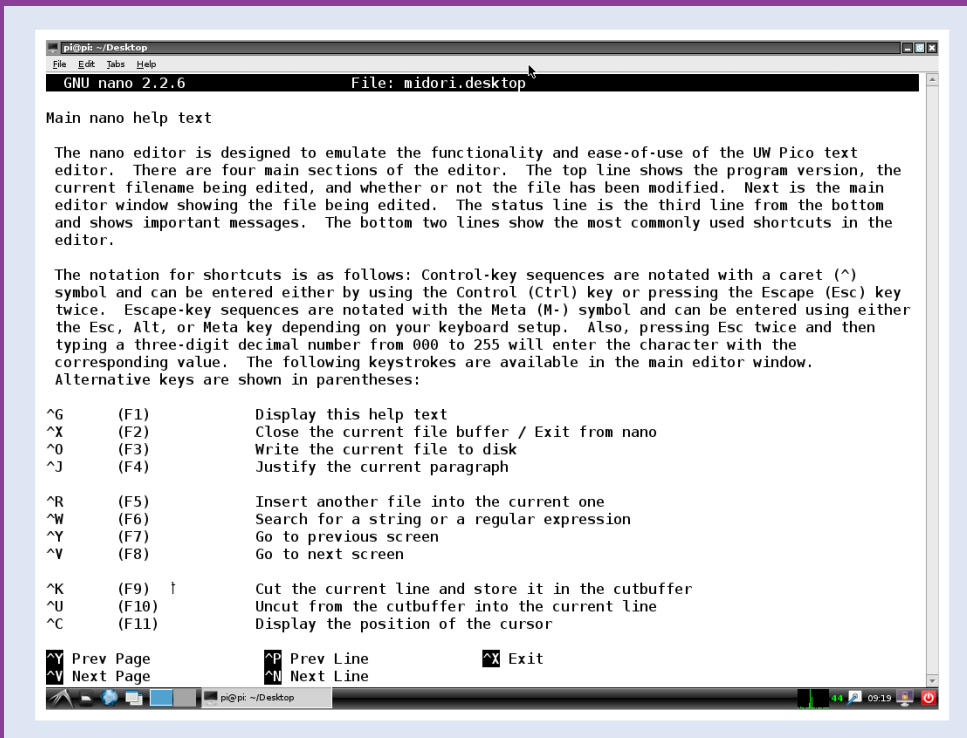 pi@pi: ~/Desktop
File Edit Tabs Help
GNU nano 2.2.6 File: midori.desktop
Main nano help text
The nano editor is designed to emulate the functionality and ease-of-use of the UW Pico text
editor. There are four main sections of the editor. The top line shows the program version, the
current filename being edited, and whether or not the file has been modified. Next is the main
editor window showing the file being edited. The status line is the third line from the bottom
and shows important messages. The bottom two lines show the most commonly used shortcuts in the
editor.
The notation for shortcuts is as follows: Control-key sequences are notated with a caret (^)
symbol and can be entered either by using the Control (Ctrl) key or pressing the Escape (Esc) key
twice. Escape-key sequences are notated with the Meta (M-) symbol and can be entered using either
the Esc, Alt, or Meta key depending on your keyboard setup. Also, pressing Esc twice and then
typing a three-digit decimal number from 000 to 255 will enter the character with the
corresponding value. The following keystrokes are available in the main editor window.
Alternative keys are shown in parentheses:
^G (F1) Display this help text
^X (F2) Close the current file buffer / Exit from nano
^O (F3) Write the current file to disk
^J (F4) Justify the current paragraph
^R (F5) Insert another file into the current one
^W (F6) Search for a string or a regular expression
^Y (F7) Go to previous screen
^V (F8) Go to next screen
^K (F9) Cut the current line and store it in the cutbuffer
^U (F10) Uncut from the cutbuffer into the current line
^C (F11) Display the position of the cursor
^Y Prev Page ^P Prev Line ^X Exit
^V Next Page ^N Next Line
pi@pi: ~/Desktop 44 09:19